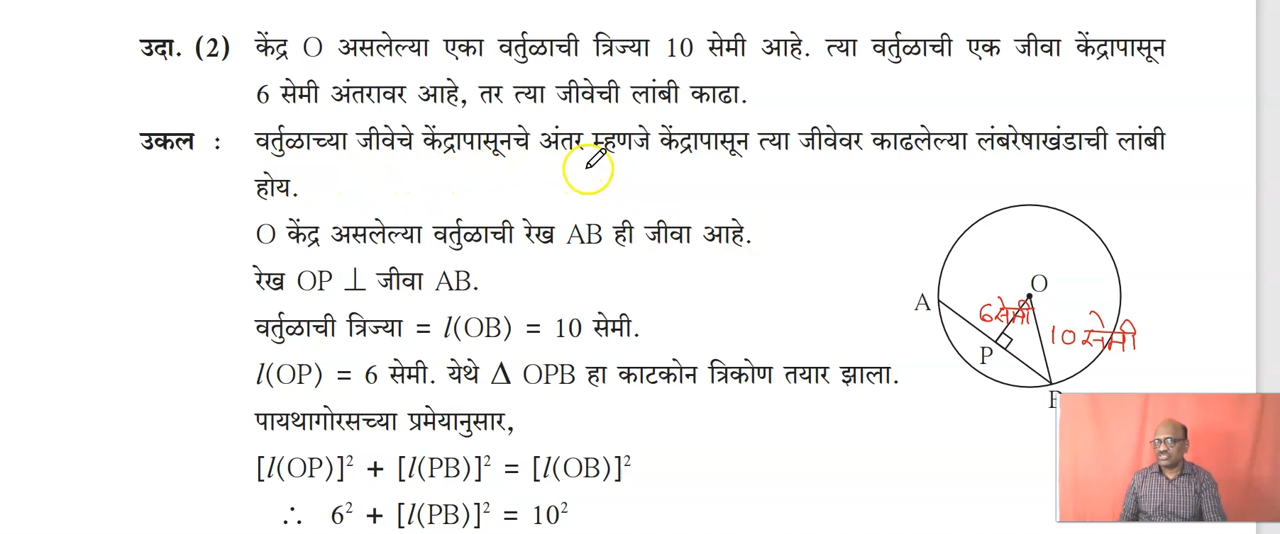 उदा. (2) केंद्र O असलेल्या एका वर्तुळाची त्रिज्या 10 सेमी आहे. त्या वर्तुळाची एक जीवा केंद्रापासून
6 सेमी अंतरावर आहे, तर त्या जीवेची लांबी काढा.
उकल : वर्तुळाच्या जीवेचे केंद्रापासूनचे अंतर म्हणजे केंद्रापासून त्या जीवेवर काढलेल्या लंबरेषाखंडाची लांबी
होय.
O केंद्र असलेल्या वर्तुळाची रेख AB ही जीवा आहे.
रेख OP ⊥ जीवा AB.
वर्तुळाची त्रिज्या = l(OB) = 10 सेमी.
l(OP) = 6 सेमी. येथे Δ OPB हा काटकोन त्रिकोण तयार झाला.
पायथागोरसच्या प्रमेयानुसार,
[l(OP)]² + [l(PB)]² = [l(OB)]²
∴ 6² + [l(PB)]² = 10²
O
A
6सेमी
10सेमी
P